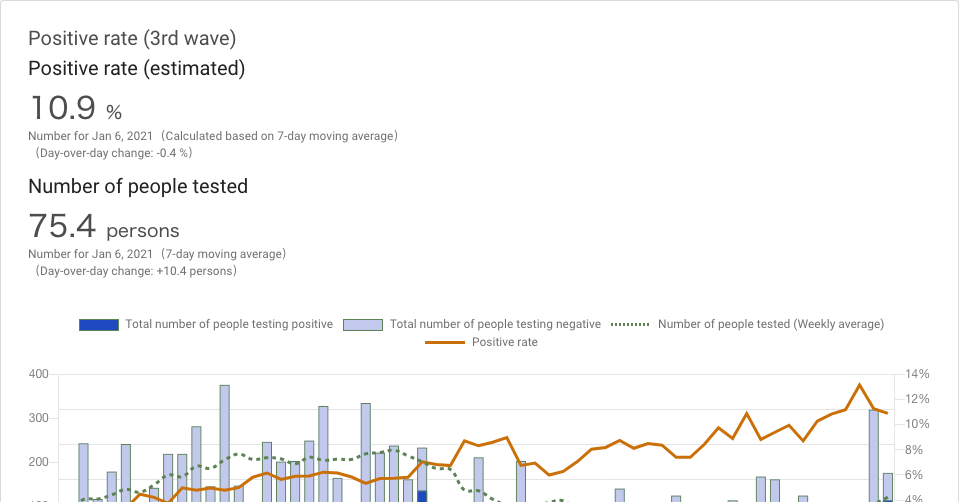 Positive rate (3rd wave)
Positive rate (estimated)
10.9 %
Number for Jan 6, 2021（Calculated based on 7-day moving average）
（Day-over-day change: -0.4 %）
Number of people tested
75.4 persons
Number for Jan 6, 2021（7-day moving average）
（Day-over-day change: +10.4 persons）
Total number of people testing positive Total number of people testing negative Number of people tested (Weekly average)
Positive rate
400 14%
12%
300 10%
200 8%
6%
100 4%